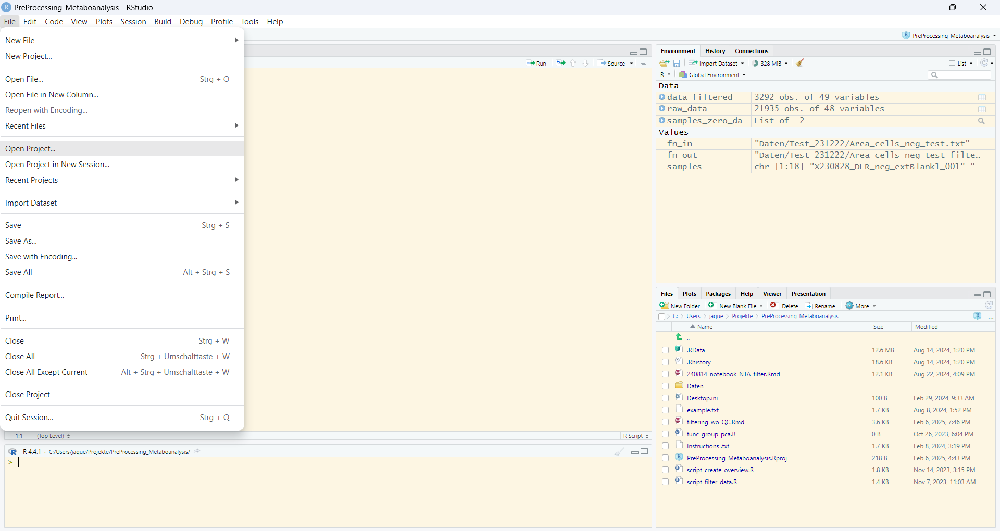 PreProcessing_Metaboanalysis - RStudio
File Edit Code View Plots Session Build Debug Profile Tools Help
PreProcessing_Metaboanalysis
New File
New Project...
Open File... Strg + O
Open File in New Column...
Reopen with Encoding...
Recent Files
Open Project...
Open Project in New Session...
Recent Projects
Import Dataset
Save Strg + S
Save As...
Save with Encoding...
Save All Alt + Strg + S
Compile Report...
Print...
Close Strg + W
Close All Strg + Umschalttaste + W
Close All Except Current Alt + Strg + Umschalttaste + W
Close Project
Quit Session... Strg + Q
Run Source
1:1 (Top Level) R Script
R 4.4.1 · C:/Users/jaque/Projekte/PreProcessing_Metaboanalysis/
>
Environment History Connections
Import Dataset 328 MiB List
R Global Environment
Data
data_filtered 3292 obs. of 49 variables
raw_data 21935 obs. of 48 variables
samples_zero_da... List of 2
Values
fn_in "Daten/Test_231222/Area_cells_neg_test.txt"
fn_out "Daten/Test_231222/Area_cells_neg_test_filte...
samples chr [1:18] "X230828_DLR_neg_extBlank1_001" "...
Files Plots Packages Help Viewer Presentation
New Folder New Blank File Delete Rename More
C: Users jaque Projekte PreProcessing_Metaboanalysis ...
Name Size Modified
..
.RData 12.6 MB Aug 14, 2024, 1:20 PM
.Rhistory 18.6 KB Aug 14, 2024, 1:20 PM
240814_notebook_NTA_filter.Rmd 12.1 KB Aug 22, 2024, 4:09 PM
Daten
Desktop.ini 100 B Feb 29, 2024, 9:33 AM
example.txt 1.7 KB Aug 8, 2024, 1:52 PM
filtering_wo_QC.Rmd 3.6 KB Feb 6, 2025, 7:46 PM
func_group_pca.R 0 B Oct 26, 2023, 6:04 PM
Instructions .txt 1.7 KB Feb 8, 2024, 3:19 PM
PreProcessing_Metaboanalysis.Rproj 218 B Feb 6, 2025, 4:43 PM
script_create_overview.R 1.8 KB Nov 14, 2023, 3:15 PM
script_filter_data.R 1.4 KB Nov 7, 2023, 11:03 AM